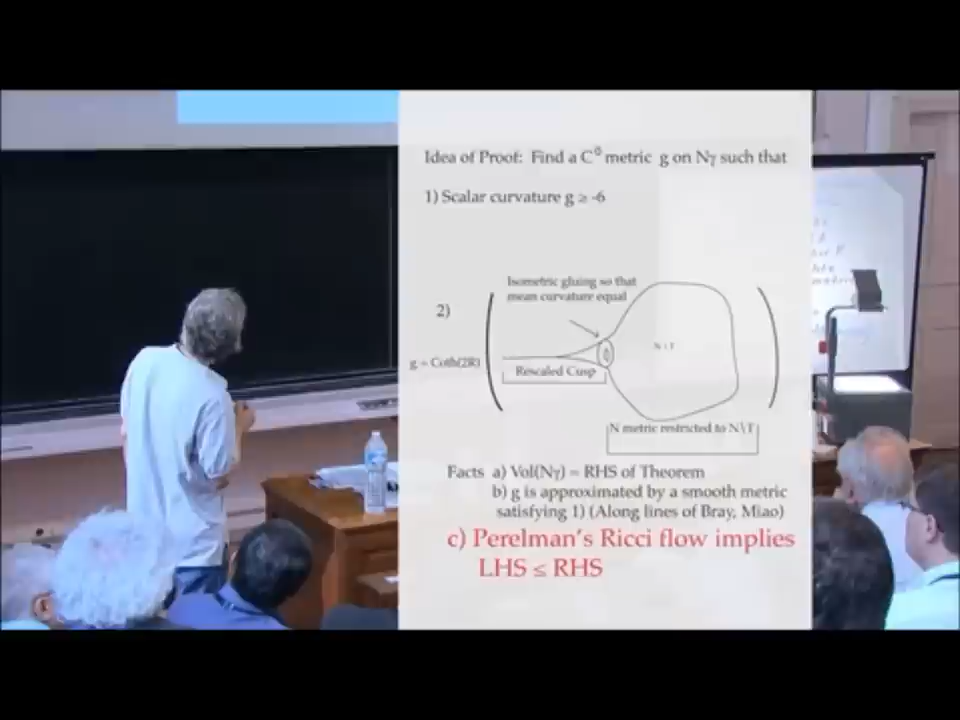 Idea of Proof: Find a C⁰ metric g on Nγ such that
1) Scalar curvature g ≥ -6
Isometric gluing so that
mean curvature equal
2)
N \ T
g = Coth(2R)
Rescaled Cusp
N metric restricted to N\T
Facts a) Vol(Nγ) = RHS of Theorem
b) g is approximated by a smooth metric
satisfying 1) (Along lines of Bray, Miao)
c) Perelman's Ricci flow implies
LHS ≤ RHS